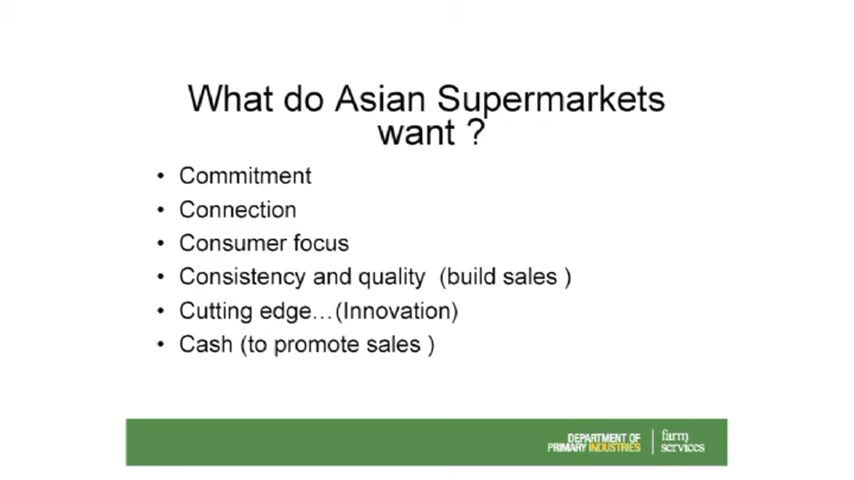 What do Asian Supermarkets
want ?
• Commitment
• Connection
• Consumer focus
• Consistency and quality (build sales )
• Cutting edge…(Innovation)
• Cash (to promote sales )
DEPARTMENT OF
PRIMARY INDUSTRIES
farm
services